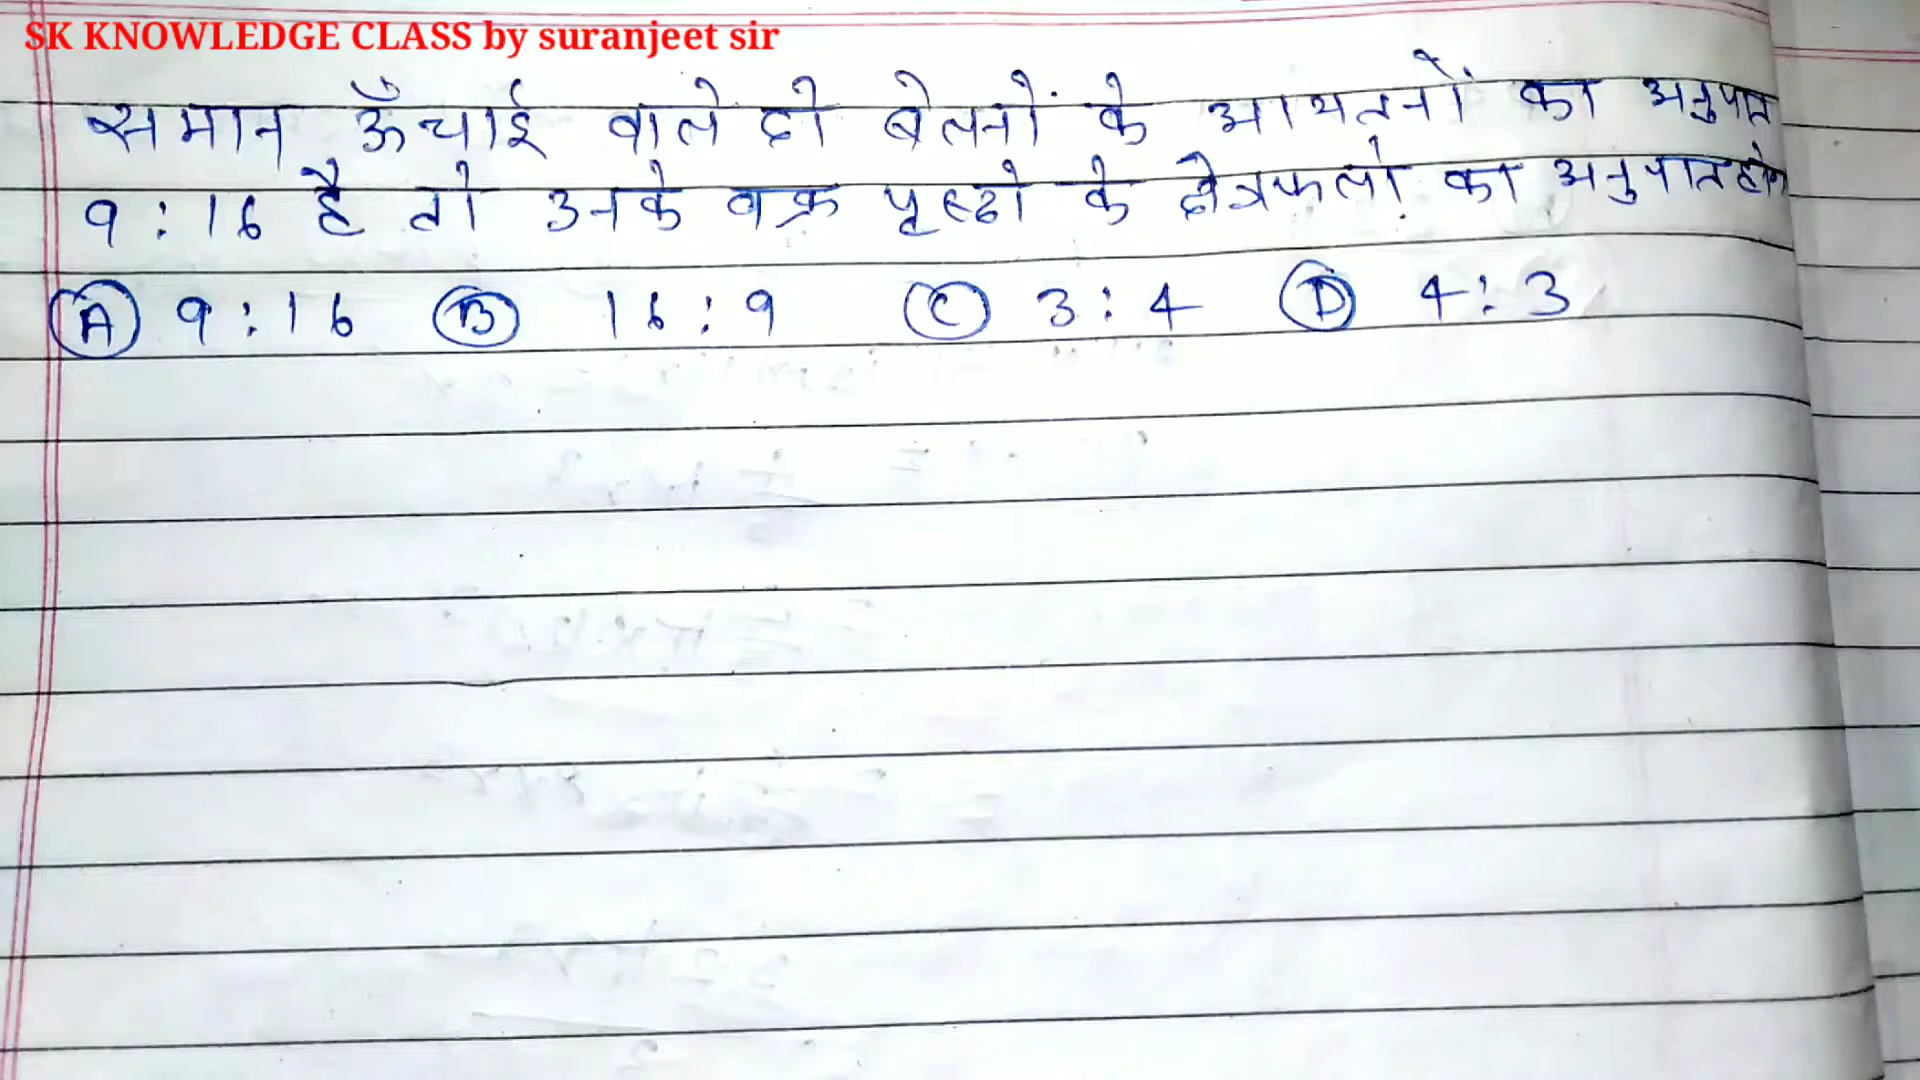 SK KNOWLEDGE CLASS by suranjeet sir
समान ऊँचाई वाले दो बेलनों के आयतनों का अनुपात
9 : 16 है तो उनके वक्र पृष्ठो के क्षेत्रफलो का अनुपात होगा
(A) 9 : 16 (B) 16 : 9 (C) 3 : 4 (D) 4 : 3